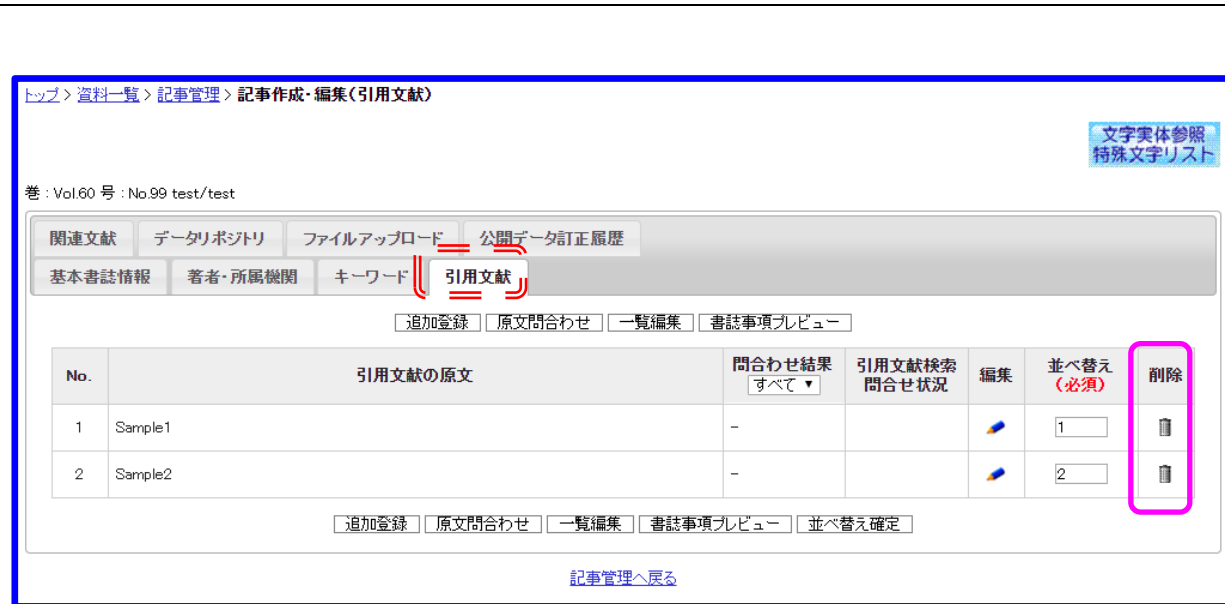 トップ > 資料一覧 > 記事管理 > 記事作成・編集(引用文献)
文字実体参照
特殊文字リスト
巻 : Vol.60 号 : No.99 test/test
関連文献 データリポジトリ ファイルアップロード 公開データ訂正履歴
基本書誌情報 著者・所属機関 キーワード 引用文献
追加登録 原文問合わせ 一覧編集 書誌事項プレビュー
No. 引用文献の原文 問合わせ結果 すべて ▼ 引用文献検索 問合せ状況 編集 並べ替え (必須) 削除
1 Sample1 - 1
2 Sample2 - 2
追加登録 原文問合わせ 一覧編集 書誌事項プレビュー 並べ替え確定
記事管理へ戻る